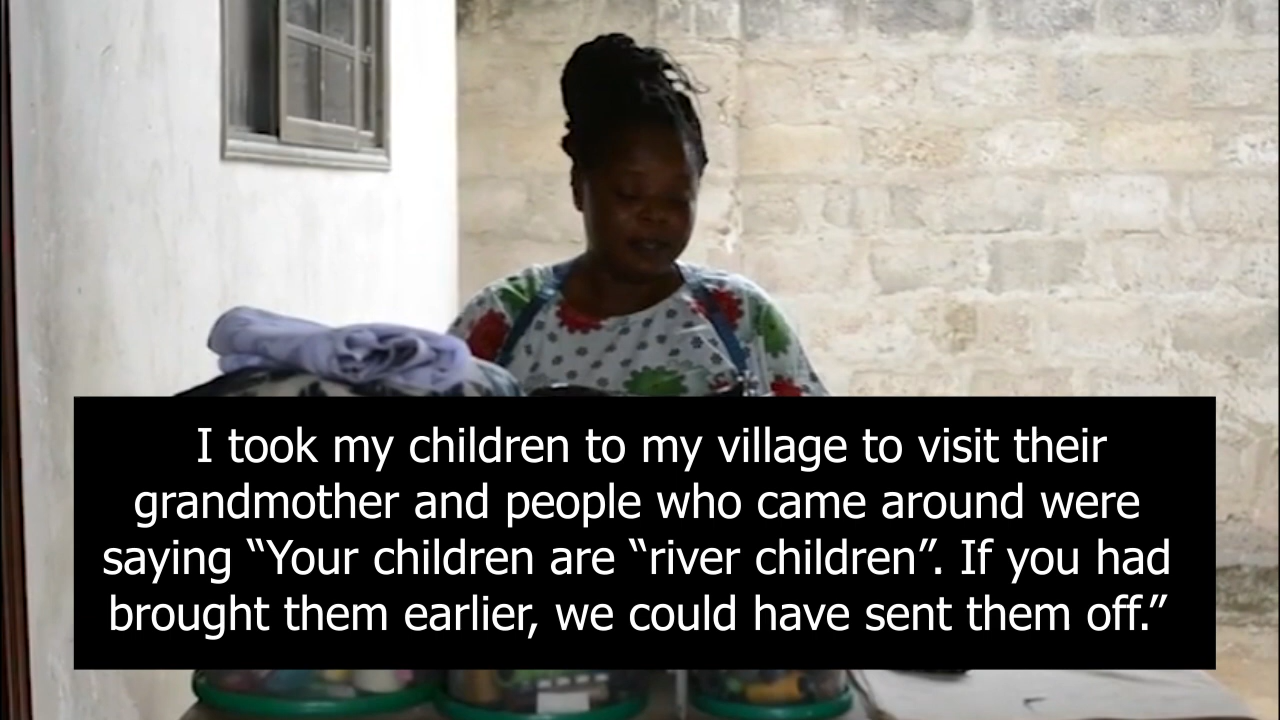 I took my children to my village to visit their
grandmother and people who came around were
saying “Your children are “river children”. If you had
brought them earlier, we could have sent them off.”